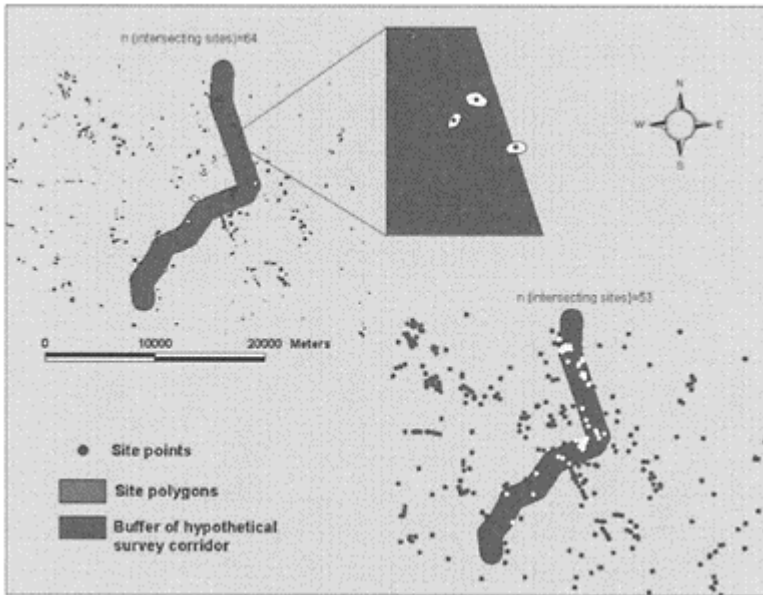 n (intersecting sites)=64
N
W E
S
n (intersecting sites)=53
0 10000 20000 Meters
Site points
Site polygons
Buffer of hypothetical
survey corridor